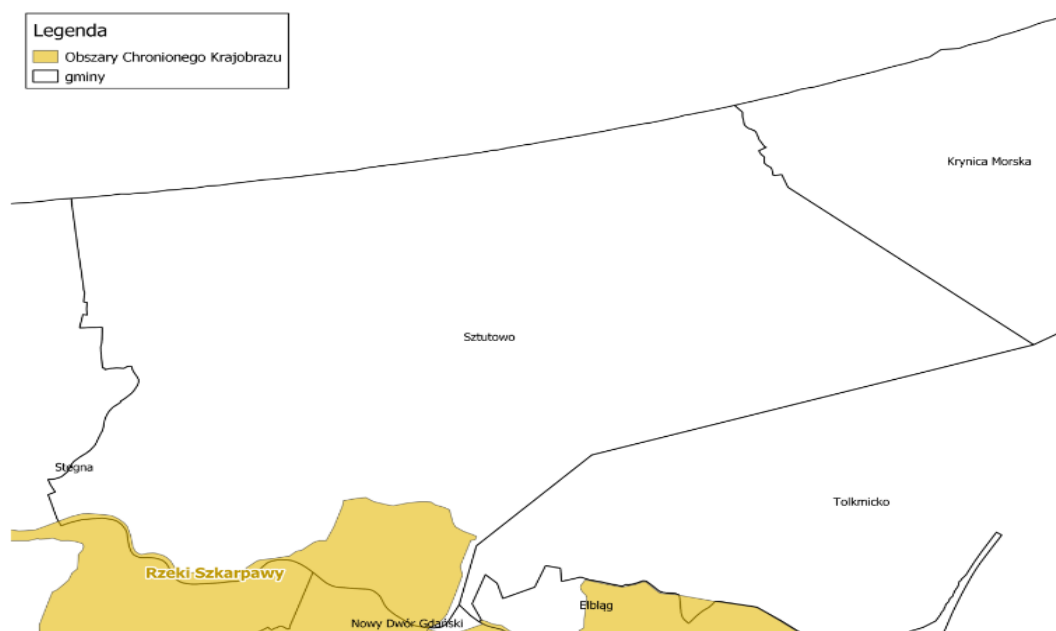 Legenda
Obszary Chronionego Krajobrazu
gminy
Krynica Morska
Sztutowo
Stegna
Tolkmicko
Rzeki Szkarpawy
Elbląg
Nowy Dwór Gdański